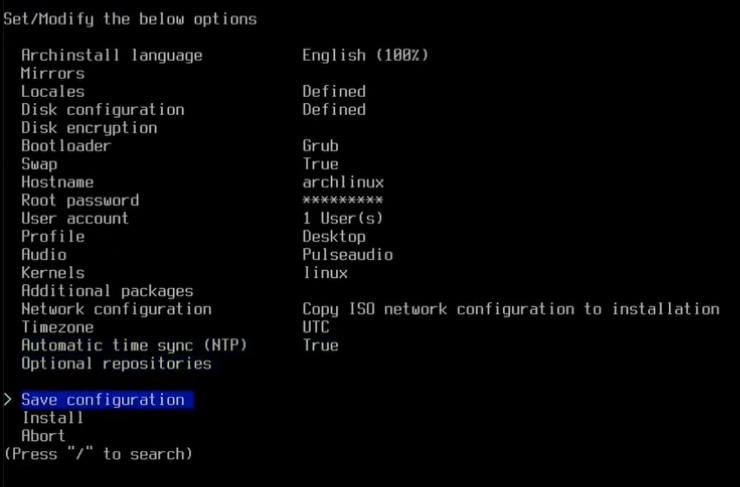 Set/Modify the below options
Archinstall language English (100%)
Mirrors
Locales Defined
Disk configuration Defined
Disk encryption
Bootloader Grub
Swap True
Hostname archlinux
Root password *********
User account 1 User(s)
Profile Desktop
Audio Pulseaudio
Kernels linux
Additional packages
Network configuration Copy ISO network configuration to installation
Timezone UTC
Automatic time sync (NTP) True
Optional repositories
> Save configuration
Install
Abort
(Press "/" to search)